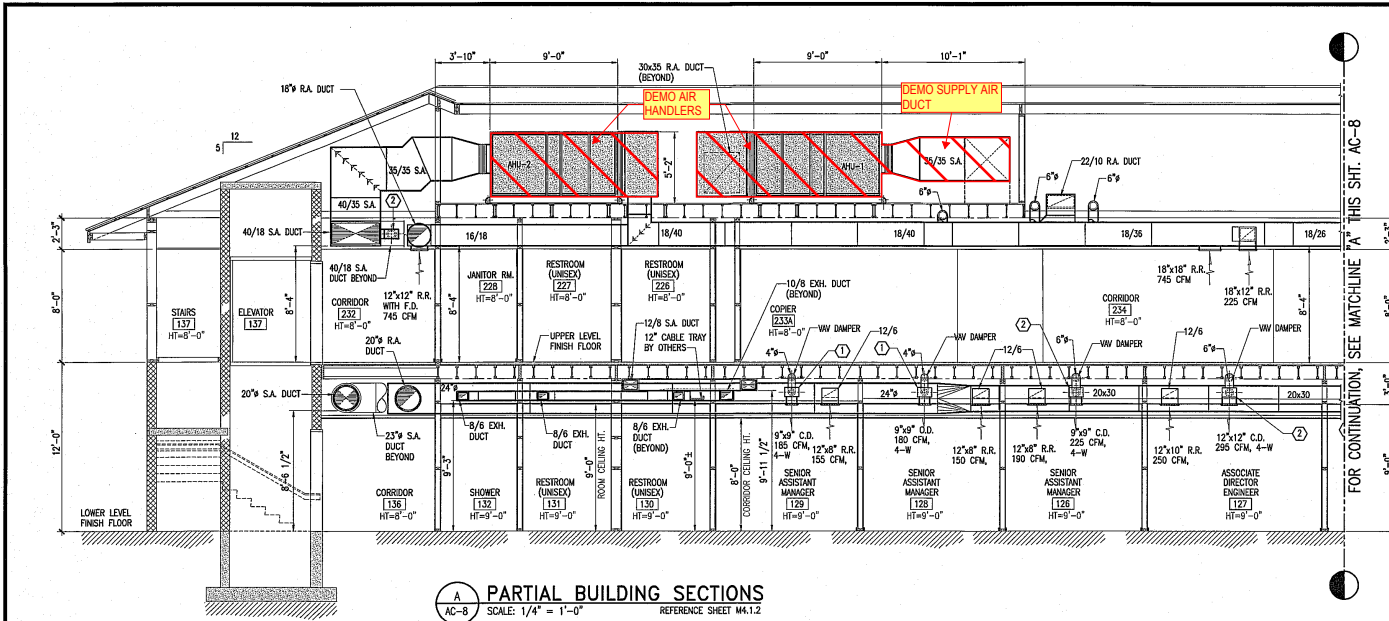 3'-10"
9'-0"
30x35 R.A. DUCT
(BEYOND)
9'-0"
10'-1"
18"ø R.A. DUCT
DEMO AIR
HANDLERS
DEMO SUPPLY AIR
DUCT
12
5
AHU-2
35/35 S.A.
5'-2"
AHU-1
35/35 S.A.
22/10 R.A. DUCT
6"ø
6"ø
6"ø
40/35 S.A.
2
40/18 S.A. DUCT
2'-3"
16/18
18/40
18/40
18/36
18/26
2'-3"
40/18 S.A.
DUCT BEYOND
12"x12" R.R.
WITH F.D.
745 CFM
JANITOR RM.
228
HT=8'-0"
RESTROOM
(UNISEX)
227
HT=8'-0"
RESTROOM
(UNISEX)
226
HT=8'-0"
10/8 EXH. DUCT
(BEYOND)
18"x18" R.R.
745 CFM
18"x12" R.R.
225 CFM
8'-0"
STAIRS
137
HT=8'-0"
ELEVATOR
137
8'-4"
CORRIDOR
232
HT=8'-0"
8'-4"
COPIER
233A
HT=8'-0"
CORRIDOR
234
HT=8'-0"
8'-4"
20"ø R.A.
DUCT
UPPER LEVEL
FINISH FLOOR
12/8 S.A. DUCT
12" CABLE TRAY
BY OTHERS
VAV DAMPER
12/6
4"ø
1
1
4"ø
VAV DAMPER
12/6
2
6"ø
VAV DAMPER
12/6
6"ø
VAV DAMPER
20"ø S.A. DUCT
24"ø
24"ø
20x30
20x30
3'-0"
12'-0"
23"ø S.A.
DUCT
BEYOND
8/6 EXH.
DUCT
8/6 EXH.
DUCT
8/6 EXH.
DUCT
(BEYOND)
9"x9" C.D.
185 CFM,
4-W
12"x8" R.R.
155 CFM,
9"x9" C.D.
180 CFM,
4-W
12"x8" R.R.
150 CFM,
12"x8" R.R.
190 CFM,
9"x9" C.D.
225 CFM,
4-W
12"x10" R.R.
250 CFM,
12"x12" C.D.
295 CFM, 4-W
2
8'-6 1/2"
9'-3"
9'-0"
ROOM CEILING HT.
9'-0"±
8'-0"
CORRIDOR CEILING HT.
9'-11 1/2"
9'-0"
LOWER LEVEL
FINISH FLOOR
CORRIDOR
136
HT=8'-0"
SHOWER
132
HT=9'-0"
RESTROOM
(UNISEX)
131
HT=9'-0"
RESTROOM
(UNISEX)
130
HT=9'-0"
SENIOR
ASSISTANT
MANAGER
129
HT=9'-0"
SENIOR
ASSISTANT
MANAGER
128
HT=9'-0"
SENIOR
ASSISTANT
MANAGER
126
HT=9'-0"
ASSOCIATE
DIRECTOR
ENGINEER
127
HT=9'-0"
FOR CONTINUATION, SEE MATCHLINE "A" THIS SHT. AC-8
A
AC-8
PARTIAL BUILDING SECTIONS
SCALE: 1/4" = 1'-0"
REFERENCE SHEET M4.1.2